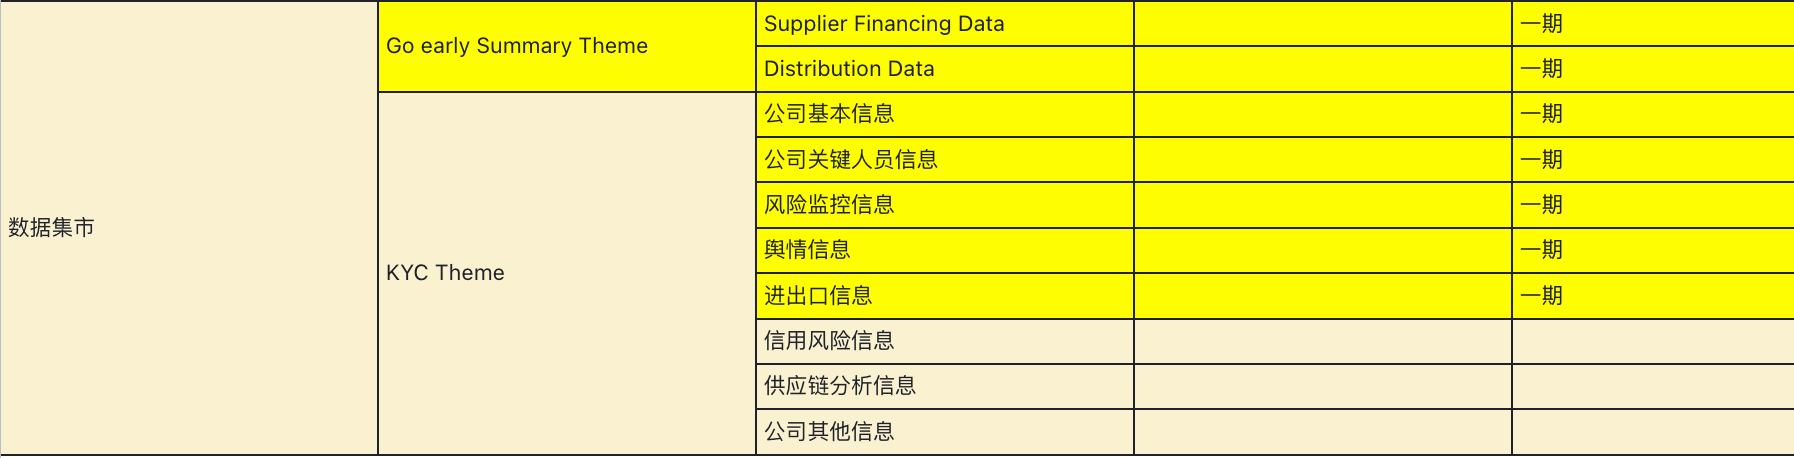 Supplier Financing Data 一期
Go early Summary Theme
Distribution Data 一期
公司基本信息 一期
公司关键人员信息 一期
风险监控信息 一期
数据集市
舆情信息 一期
KYC Theme
进出口信息 一期
信用风险信息
供应链分析信息
公司其他信息